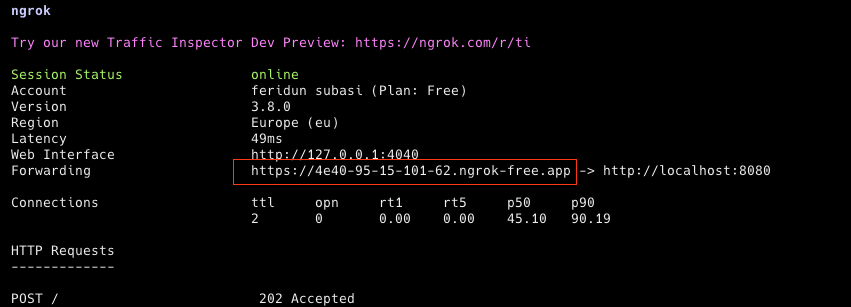 ngrok
Try our new Traffic Inspector Dev Preview: https://ngrok.com/r/ti
Session Status online
Account feridun subasi (Plan: Free)
Version 3.8.0
Region Europe (eu)
Latency 49ms
Web Interface http://127.0.0.1:4040
Forwarding https://4e40-95-15-101-62.ngrok-free.app -> http://localhost:8080
Connections ttl opn rt1 rt5 p50 p90
2 0 0.00 0.00 45.10 90.19
HTTP Requests
-------------
POST / 202 Accepted